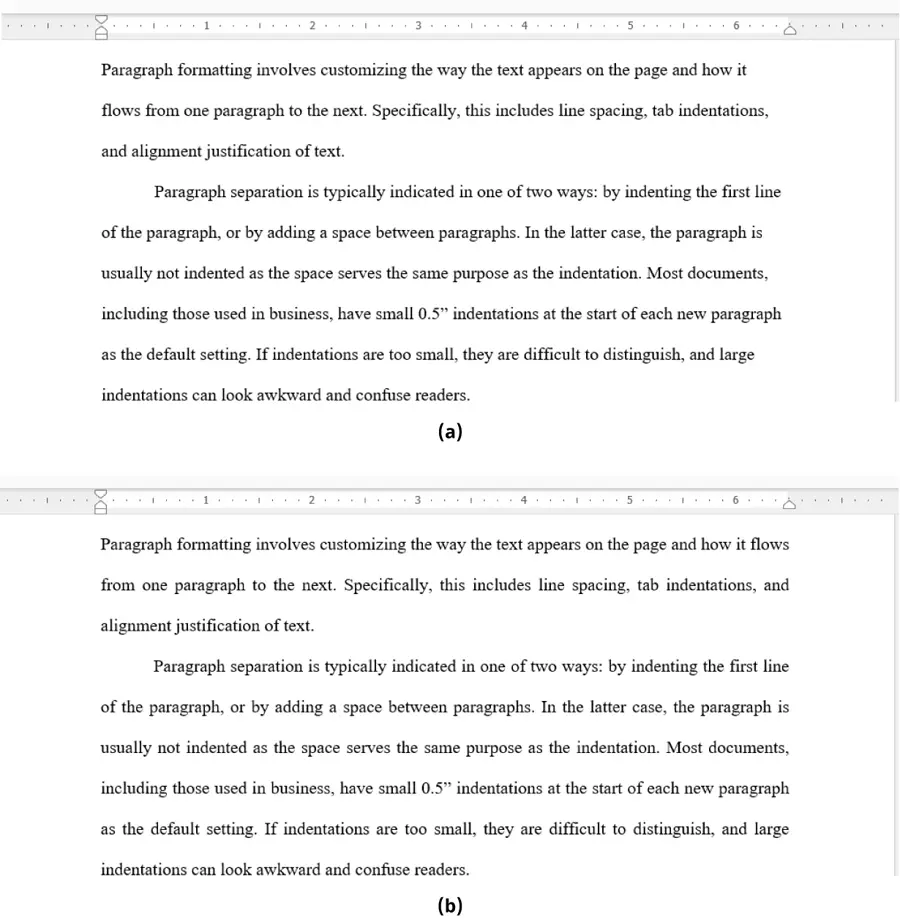 1 2 3 4 5 6
Paragraph formatting involves customizing the way the text appears on the page and how it
flows from one paragraph to the next. Specifically, this includes line spacing, tab indentations,
and alignment justification of text.
Paragraph separation is typically indicated in one of two ways: by indenting the first line
of the paragraph, or by adding a space between paragraphs. In the latter case, the paragraph is
usually not indented as the space serves the same purpose as the indentation. Most documents,
including those used in business, have small 0.5” indentations at the start of each new paragraph
as the default setting. If indentations are too small, they are difficult to distinguish, and large
indentations can look awkward and confuse readers.
(a)
1 2 3 4 5 6
Paragraph formatting involves customizing the way the text appears on the page and how it flows
from one paragraph to the next. Specifically, this includes line spacing, tab indentations, and
alignment justification of text.
Paragraph separation is typically indicated in one of two ways: by indenting the first line
of the paragraph, or by adding a space between paragraphs. In the latter case, the paragraph is
usually not indented as the space serves the same purpose as the indentation. Most documents,
including those used in business, have small 0.5” indentations at the start of each new paragraph
as the default setting. If indentations are too small, they are difficult to distinguish, and large
indentations can look awkward and confuse readers.
(b)